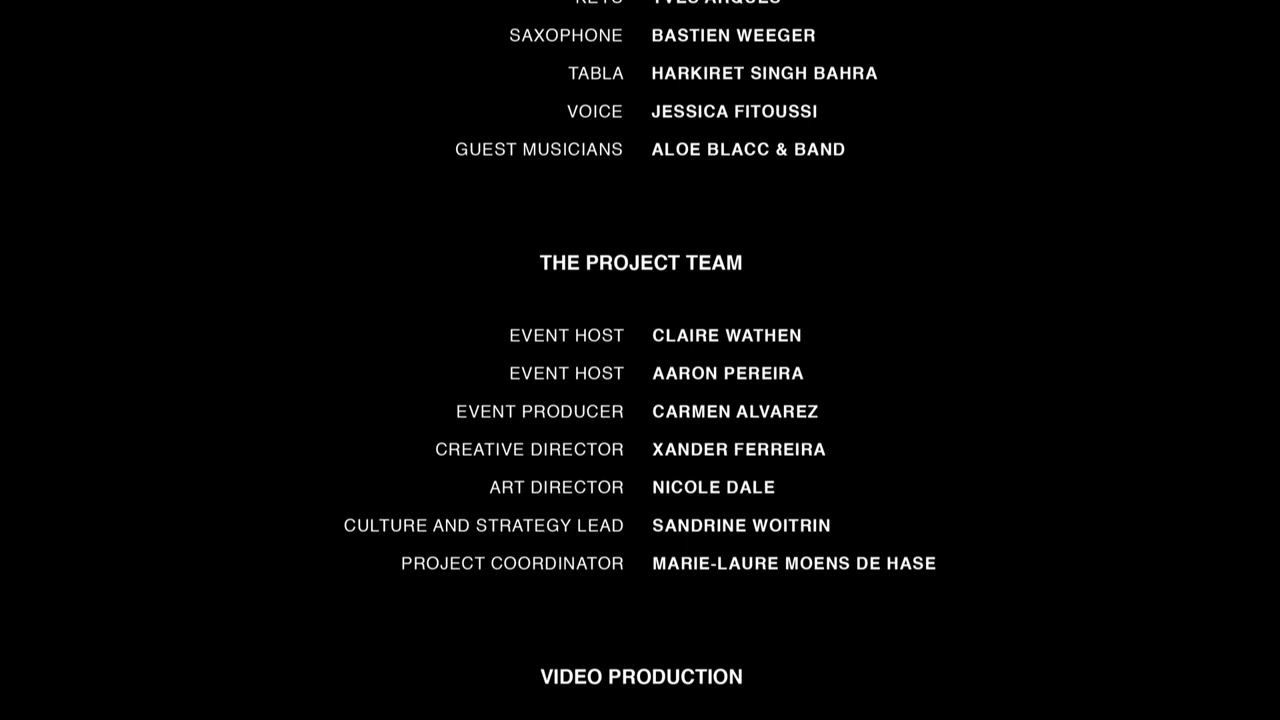 SAXOPHONE BASTIEN WEEGER
TABLA HARKIRET SINGH BAHRA
VOICE JESSICA FITOUSSI
GUEST MUSICIANS ALOE BLACC & BAND
THE PROJECT TEAM
EVENT HOST CLAIRE WATHEN
EVENT HOST AARON PEREIRA
EVENT PRODUCER CARMEN ALVAREZ
CREATIVE DIRECTOR XANDER FERREIRA
ART DIRECTOR NICOLE DALE
CULTURE AND STRATEGY LEAD SANDRINE WOITRIN
PROJECT COORDINATOR MARIE-LAURE MOENS DE HASE
VIDEO PRODUCTION